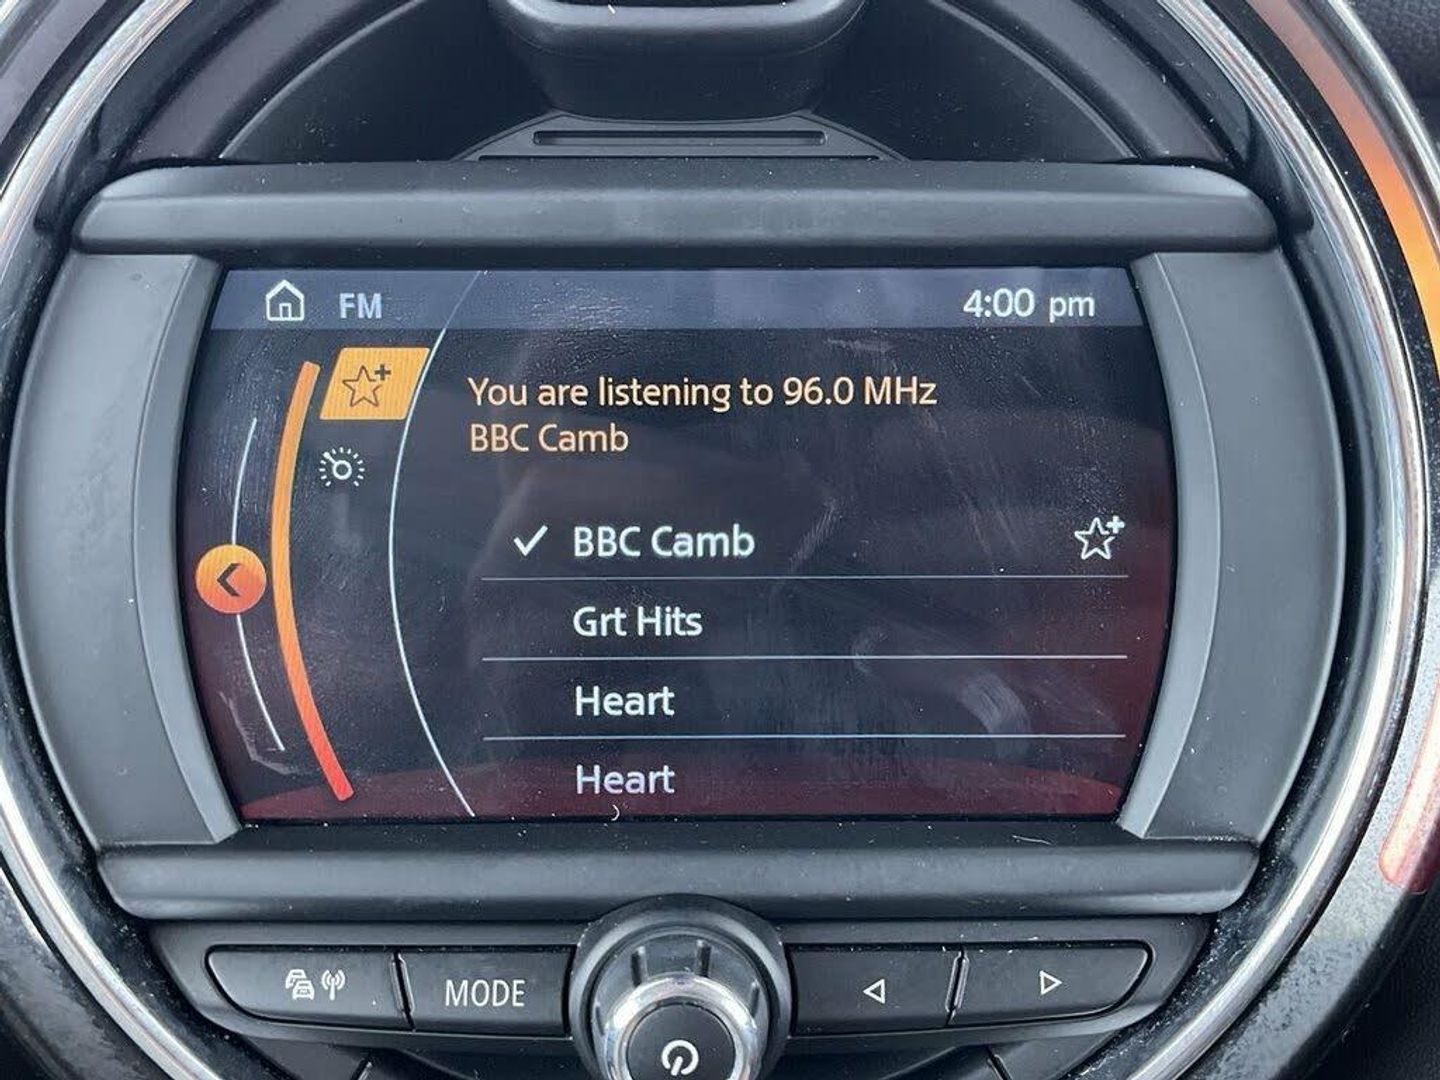 FM
4:00 pm
You are listening to 96.0 MHz
BBC Camb
BBC Camb
Grt Hits
Heart
Heart
MODE